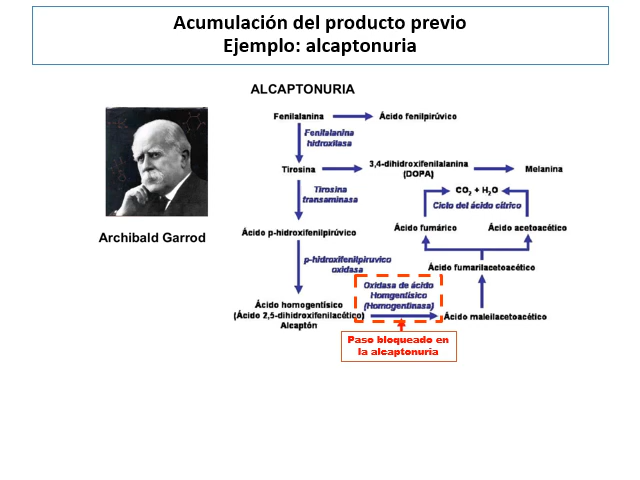 Acumulación del producto previo
Ejemplo: alcaptonuria
ALCAPTONURIA
Fenilalanina
Ácido fenilpirúvico
Fenilalanina
hidroxilasa
Tirosina
3,4-dihidroxifenilalanina
(DOPA)
Melanina
Tirosina
transaminasa
CO2 + H2O
Ciclo del ácido cítrico
Archibald Garrod
Ácido p-hidroxifenilpirúvico
Ácido fumárico
Ácido acetoacético
p-hidroxifenilpiruvico
oxidasa
Ácido fumarilacetoacético
Oxidasa de ácido
Homgentísico
(Homogentinasa)
Ácido homogentísico
(Ácido 2,5-dihidroxifenilacético)
Alcaptón
Ácido maleilacetoacético
Paso bloqueado en
la alcaptonuria